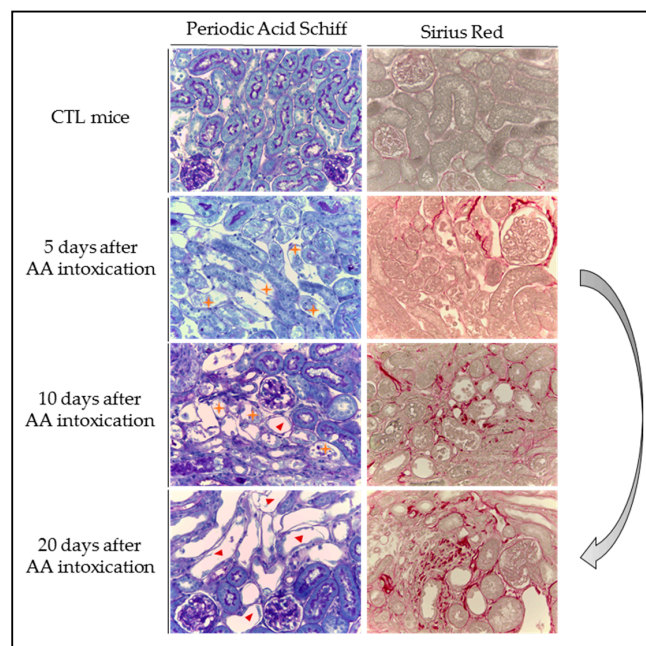 Periodic Acid Schiff
Sirius Red
CTL mice
5 days after
AA intoxication
10 days after
AA intoxication
20 days after
AA intoxication